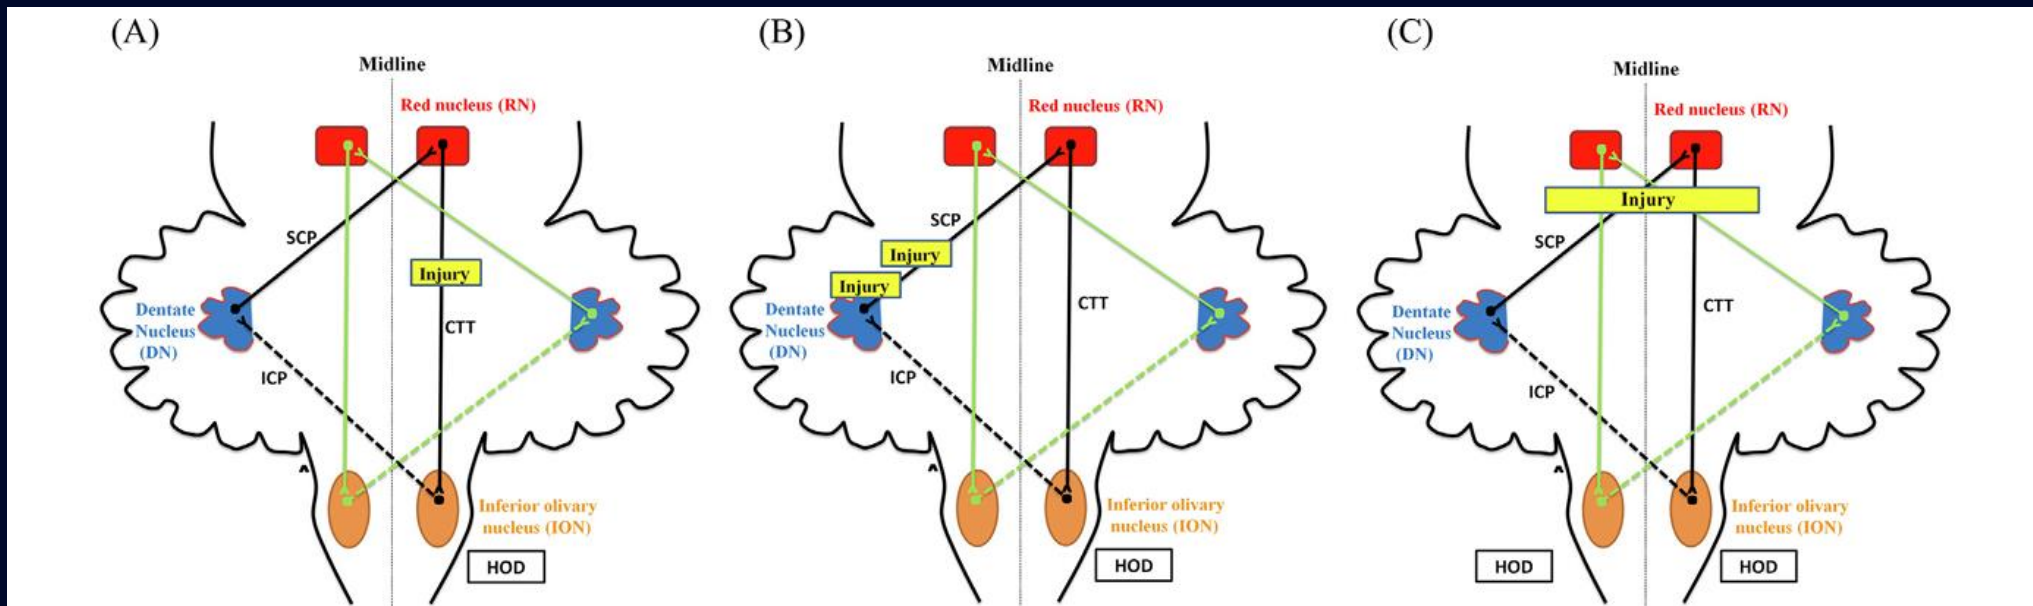 (A)
Midline
Red nucleus (RN)
SCP
Injury
Dentate
Nucleus
(DN)
CTT
ICP
^
Inferior olivary
nucleus (ION)
HOD
(B)
Midline
Red nucleus (RN)
SCP
Injury
Injury
Dentate
Nucleus
(DN)
CTT
ICP
^
Inferior olivary
nucleus (ION)
HOD
(C)
Midline
Red nucleus (RN)
Injury
SCP
Dentate
Nucleus
(DN)
CTT
ICP
^
Inferior olivary
nucleus (ION)
HOD
HOD